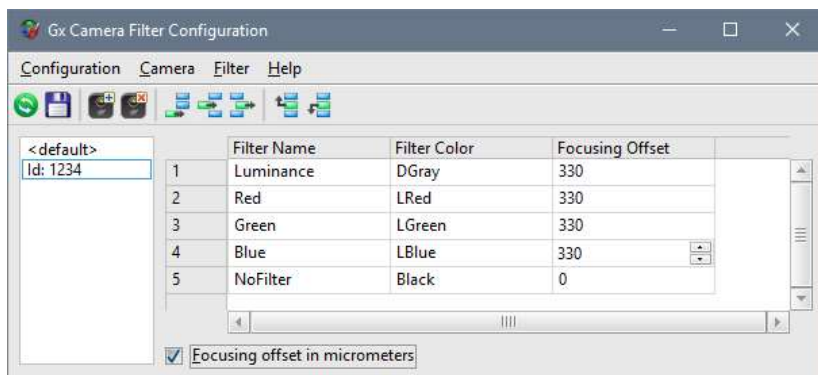 Gx Camera Filter Configuration
Configuration Camera Filter Help
<default>
Id: 1234
Filter Name Filter Color Focusing Offset
1 Luminance DGray 330
2 Red LRed 330
3 Green LGreen 330
4 Blue LBlue 330
5 NoFilter Black 0
Focusing offset in micrometers